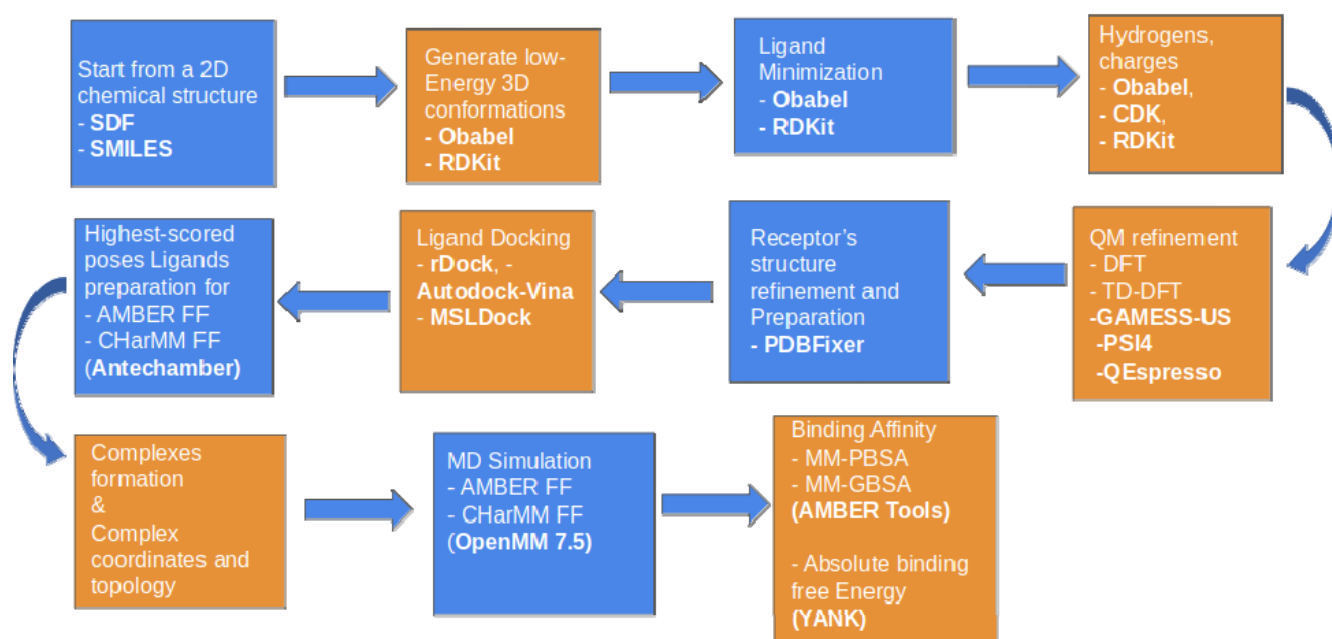 Start from a 2D
chemical structure
- SDF
- SMILES
Generate low-
Energy 3D
conformations
- Obabel
- RDKit
Ligand
Minimization
- Obabel
- RDKit
Hydrogens,
charges
- Obabel,
- CDK,
- RDKit
QM refinement
- DFT
- TD-DFT
-GAMESS-US
-PSI4
-QEspresso
Receptor’s
structure
refinement and
Preparation
- PDBFixer
Ligand Docking
- rDock, -
Autodock-Vina
- MSLDock
Highest-scored
poses Ligands
preparation for
- AMBER FF
- CHarMM FF
(Antechamber)
Complexes
formation
&
Complex
coordinates and
topology
MD Simulation
- AMBER FF
- CHarMM FF
(OpenMM 7.5)
Binding Affinity
- MM-PBSA
- MM-GBSA
(AMBER Tools)
- Absolute binding
free Energy
(YANK)